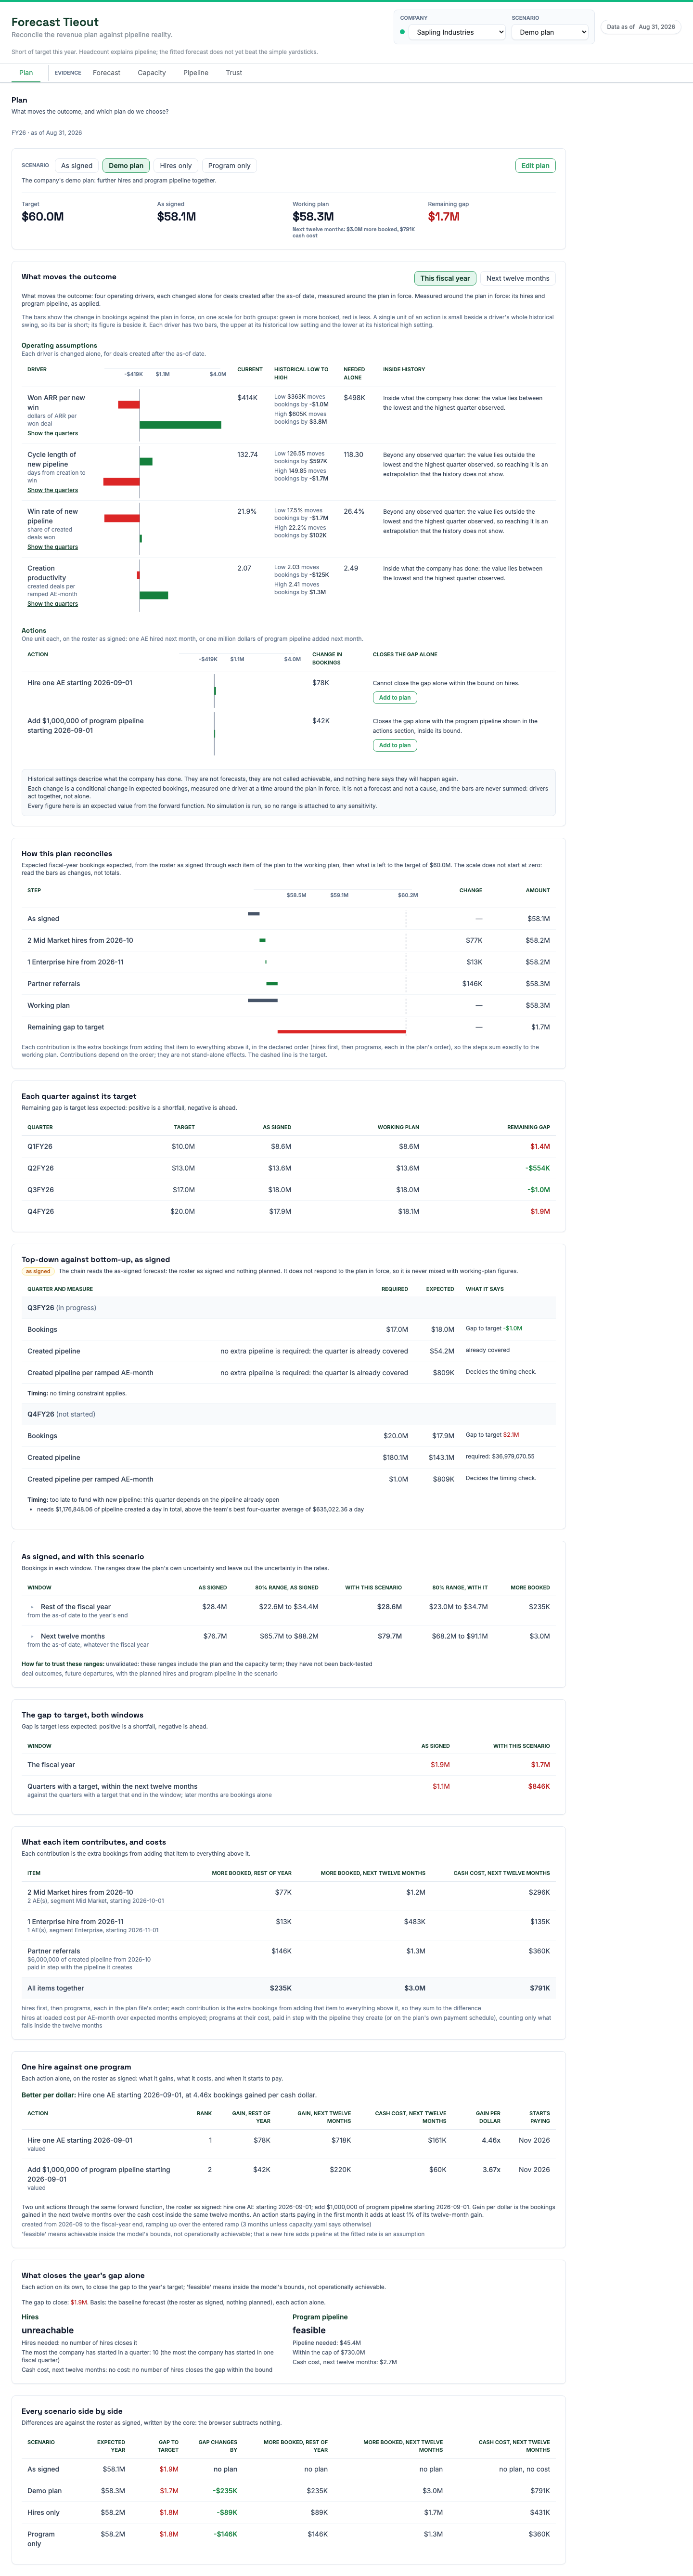 Forecast Tieout
Reconcile the revenue plan against pipeline reality.
Short of target this year. Headcount explains pipeline; the fitted forecast does not yet beat the simple yardsticks.
COMPANY
Sapling Industries
SCENARIO
Demo plan
Data as of Aug 31, 2026
Plan
EVIDENCE
Forecast
Capacity
Pipeline
Trust
Plan
What moves the outcome, and which plan do we choose?
FY26 · as of Aug 31, 2026
SCENARIO
As signed
Demo plan
Hires only
Program only
Edit plan
The company's demo plan: further hires and program pipeline together.
Target
$60.0M
As signed
$58.1M
Working plan
$58.3M
Next twelve months: $3.0M more booked, $791K
cash cost
Remaining gap
$1.7M
What moves the outcome
This fiscal year
Next twelve months
What moves the outcome: four operating drivers, each changed alone for deals created after the as-of date, measured around the plan in force. Measured around the plan in force: its hires and
program pipeline, as applied.
The bars show the change in bookings against the plan in force, on one scale for both groups: green is more booked, red is less. A single unit of an action is small beside a driver's whole historical
swing, so its bar is short; its figure is beside it. Each driver has two bars, the upper at its historical low setting and the lower at its historical high setting.
Operating assumptions
Each driver is changed alone, for deals created after the as-of date.
DRIVER
-$419K $1.1M $4.0M
CURRENT
HISTORICAL LOW TO
HIGH
NEEDED
ALONE
INSIDE HISTORY
Won ARR per new
win
dollars of ARR per
won deal
Show the quarters
$414K
Low $363K moves
bookings by -$1.0M
High $605K moves
bookings by $3.8M
$498K
Inside what the company has done: the value lies between
the lowest and the highest quarter observed.
Cycle length of
new pipeline
days from creation to
win
Show the quarters
132.74
Low 126.55 moves
bookings by $597K
High 149.85 moves
bookings by -$1.7M
118.30
Beyond any observed quarter: the value lies outside the
lowest and the highest quarter observed, so reaching it is an
extrapolation that the history does not show.
Win rate of new
pipeline
share of created
deals won
Show the quarters
21.9%
Low 17.5% moves
bookings by -$1.7M
High 22.2% moves
bookings by $102K
26.4%
Beyond any observed quarter: the value lies outside the
lowest and the highest quarter observed, so reaching it is an
extrapolation that the history does not show.
Creation
productivity
created deals per
ramped AE-month
Show the quarters
2.07
Low 2.03 moves
bookings by -$125K
High 2.41 moves
bookings by $1.3M
2.49
Inside what the company has done: the value lies between
the lowest and the highest quarter observed.
Actions
One unit each, on the roster as signed: one AE hired next month, or one million dollars of program pipeline added next month.
ACTION
-$419K $1.1M $4.0M
CHANGE IN
BOOKINGS
CLOSES THE GAP ALONE
Hire one AE starting 2026-09-01
$78K
Cannot close the gap alone within the bound on hires.
Add to plan
Add $1,000,000 of program pipeline
starting 2026-09-01
$42K
Closes the gap alone with the program pipeline shown in the
actions section, inside its bound.
Add to plan
Historical settings describe what the company has done. They are not forecasts, they are not called achievable, and nothing here says they will happen again.
Each change is a conditional change in expected bookings, measured one driver at a time around the plan in force. It is not a forecast and not a cause, and the bars are never summed: drivers
act together, not alone.
Every figure here is an expected value from the forward function. No simulation is run, so no range is attached to any sensitivity.
How this plan reconciles
Expected fiscal-year bookings expected, from the roster as signed through each item of the plan to the working plan, then what is left to the target of $60.0M. The scale does not start at zero:
read the bars as changes, not totals.
STEP
$58.5M $59.1M $60.2M
CHANGE
AMOUNT
As signed — $58.1M
2 Mid Market hires from 2026-10 $77K $58.2M
1 Enterprise hire from 2026-11 $13K $58.2M
Partner referrals $146K $58.3M
Working plan — $58.3M
Remaining gap to target — $1.7M
Each contribution is the extra bookings from adding that item to everything above it, in the declared order (hires first, then programs, each in the plan's order), so the steps sum exactly to the
working plan. Contributions depend on the order; they are not stand-alone effects. The dashed line is the target.
Each quarter against its target
Remaining gap is target less expected: positive is a shortfall, negative is ahead.
QUARTER TARGET AS SIGNED WORKING PLAN REMAINING GAP
Q1FY26 $10.0M $8.6M $8.6M $1.4M
Q2FY26 $13.0M $13.6M $13.6M -$554K
Q3FY26 $17.0M $18.0M $18.0M -$1.0M
Q4FY26 $20.0M $17.9M $18.1M $1.9M
Top-down against bottom-up, as signed
as signed The chain reads the as-signed forecast: the roster as signed and nothing planned. It does not respond to the plan in force, so it is never mixed with working-plan figures.
QUARTER AND MEASURE REQUIRED EXPECTED WHAT IT SAYS
Q3FY26 (in progress)
Bookings $17.0M $18.0M Gap to target -$1.0M
Created pipeline no extra pipeline is required: the quarter is already covered $54.2M already covered
Created pipeline per ramped AE-month no extra pipeline is required: the quarter is already covered $809K Decides the timing check.
Timing: no timing constraint applies.
Q4FY26 (not started)
Bookings $20.0M $17.9M Gap to target $2.1M
Created pipeline $180.1M $143.1M required: $36,979,070.55
Created pipeline per ramped AE-month $1.0M $809K Decides the timing check.
Timing: too late to fund with new pipeline: this quarter depends on the pipeline already open
• needs $1,176,848.06 of pipeline created a day in total, above the team's best four-quarter average of $635,022.36 a day
As signed, and with this scenario
Bookings in each window. The ranges draw the plan's own uncertainty and leave out the uncertainty in the rates.
WINDOW AS SIGNED 80% RANGE, AS SIGNED WITH THIS SCENARIO 80% RANGE, WITH IT MORE BOOKED
Rest of the fiscal year $28.4M $22.6M to $34.4M $28.6M $23.0M to $34.7M $235K
from the as-of date to the year's end
Next twelve months $76.7M $65.7M to $88.2M $79.7M $68.2M to $91.1M $3.0M
from the as-of date, whatever the fiscal year
How far to trust these ranges: unvalidated: these ranges include the plan and the capacity term; they have not been back-tested
deal outcomes, future departures, with the planned hires and program pipeline in the scenario
The gap to target, both windows
Gap is target less expected: positive is a shortfall, negative is ahead.
WINDOW AS SIGNED WITH THIS SCENARIO
The fiscal year $1.9M $1.7M
Quarters with a target, within the next twelve months $1.1M $846K
against the quarters with a target that end in the window; later months are bookings alone
What each item contributes, and costs
Each contribution is the extra bookings from adding that item to everything above it.
ITEM MORE BOOKED, REST OF YEAR MORE BOOKED, NEXT TWELVE MONTHS CASH COST, NEXT TWELVE MONTHS
2 Mid Market hires from 2026-10 $77K $1.2M $296K
2 AE(s), segment Mid Market, starting 2026-10-01
1 Enterprise hire from 2026-11 $13K $483K $135K
1 AE(s), segment Enterprise, starting 2026-11-01
Partner referrals $146K $1.3M $360K
$6,000,000 of created pipeline from 2026-10
paid in step with the pipeline it creates
All items together $235K $3.0M $791K
hires first, then programs, each in the plan file's order; each contribution is the extra bookings from adding that item to everything above it, so they sum to the difference
hires at loaded cost per AE-month over expected months employed; programs at their cost, paid in step with the pipeline they create (or on the plan's own payment schedule), counting only what
falls inside the twelve months
One hire against one program
Each action alone, on the roster as signed: what it gains, what it costs, and when it starts to pay.
Better per dollar: Hire one AE starting 2026-09-01, at 4.46x bookings gained per cash dollar.
ACTION
RANK
GAIN, REST OF
YEAR
GAIN, NEXT TWELVE
MONTHS
CASH COST, NEXT TWELVE
MONTHS
GAIN PER
DOLLAR
STARTS
PAYING
Hire one AE starting 2026-09-01 1 $78K $718K $161K 4.46x Nov 2026
valued
Add $1,000,000 of program pipeline starting 2 $42K $220K $60K 3.67x Nov 2026
2026-09-01
valued
Two unit actions through the same forward function, the roster as signed: hire one AE starting 2026-09-01; add $1,000,000 of program pipeline starting 2026-09-01. Gain per dollar is the bookings
gained in the next twelve months over the cash cost inside the same twelve months. An action starts paying in the first month it adds at least 1% of its twelve-month gain.
created from 2026-09 to the fiscal-year end, ramping up over the entered ramp (3 months unless capacity.yaml says otherwise)
'feasible' means achievable inside the model's bounds, not operationally achievable; that a new hire adds pipeline at the fitted rate is an assumption
What closes the year's gap alone
Each action on its own, to close the gap to the year's target; 'feasible' means inside the model's bounds, not operationally achievable.
The gap to close: $1.9M. Basis: the baseline forecast (the roster as signed, nothing planned), each action alone.
Hires
unreachable
Hires needed: no number of hires closes it
The most the company has started in a quarter: 10 (the most the company has started in one
fiscal quarter)
Cash cost, next twelve months: no cost: no number of hires closes the gap within the bound
Program pipeline
feasible
Pipeline needed: $45.4M
Within the cap of $730.0M
Cash cost, next twelve months: $2.7M
Every scenario side by side
Differences are against the roster as signed, written by the core: the browser subtracts nothing.
SCENARIO
EXPECTED
YEAR
GAP TO
TARGET
GAP CHANGES
BY
MORE BOOKED, REST OF
YEAR
MORE BOOKED, NEXT TWELVE
MONTHS
CASH COST, NEXT TWELVE
MONTHS
As signed $58.1M $1.9M no plan no plan no plan no plan, no cost
Demo plan $58.3M $1.7M -$235K $235K $3.0M $791K
Hires only $58.2M $1.8M -$89K $89K $1.7M $431K
Program $58.2M $1.8M -$146K $146K $1.3M $360K
only